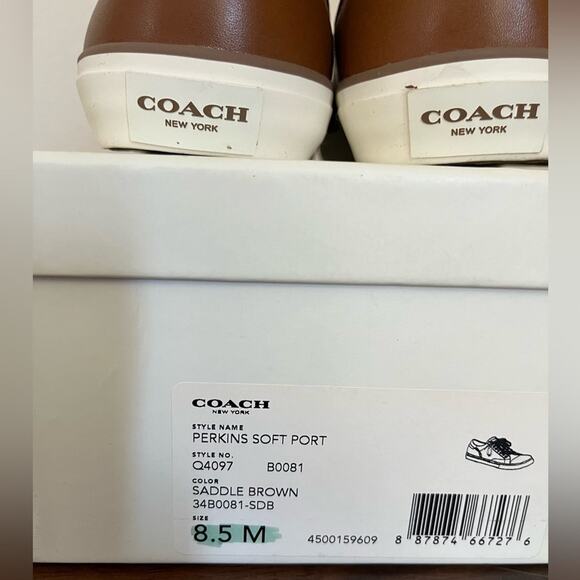 COACH
NEW YORK
COACH
NEW YORK
COACH
NEW YORK
STYLE NAME
PERKINS SOFT PORT
STYLE NO.
Q4097 B0081
COLOR
SADDLE BROWN
34B0081-SDB
SIZE
8.5 M
4500159609 8 87874 66727 6